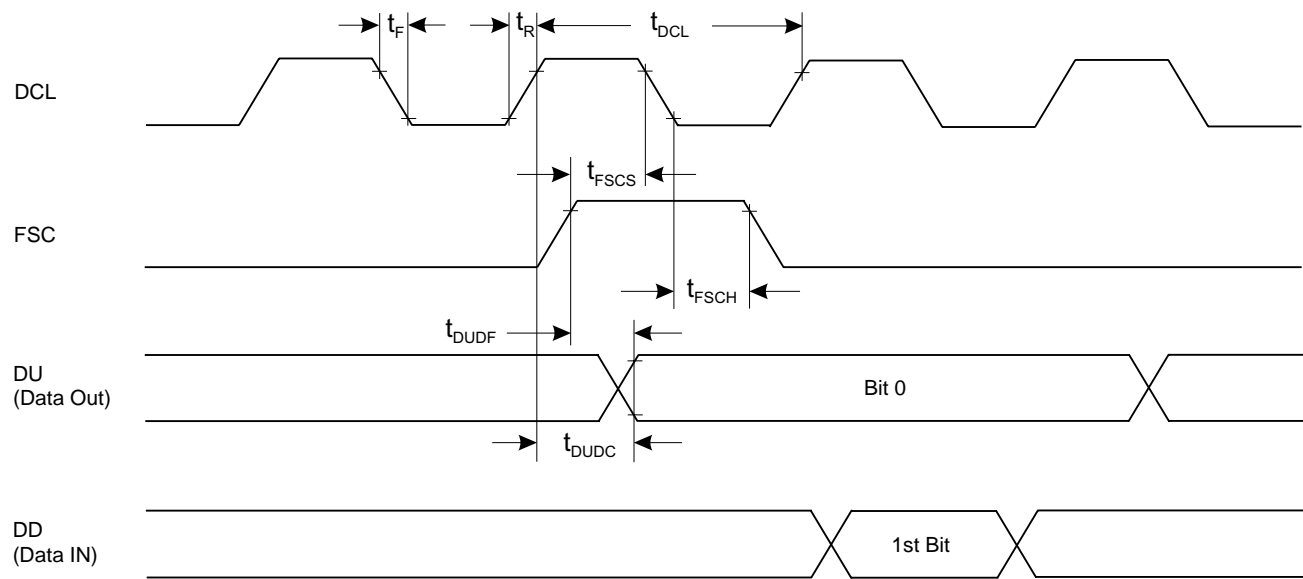 tF
tR
tDCL
DCL
tFSCS
FSC
tFSCH
tDUDF
DU
(Data Out)
Bit 0
tDUDC
DD
(Data IN)
1st Bit